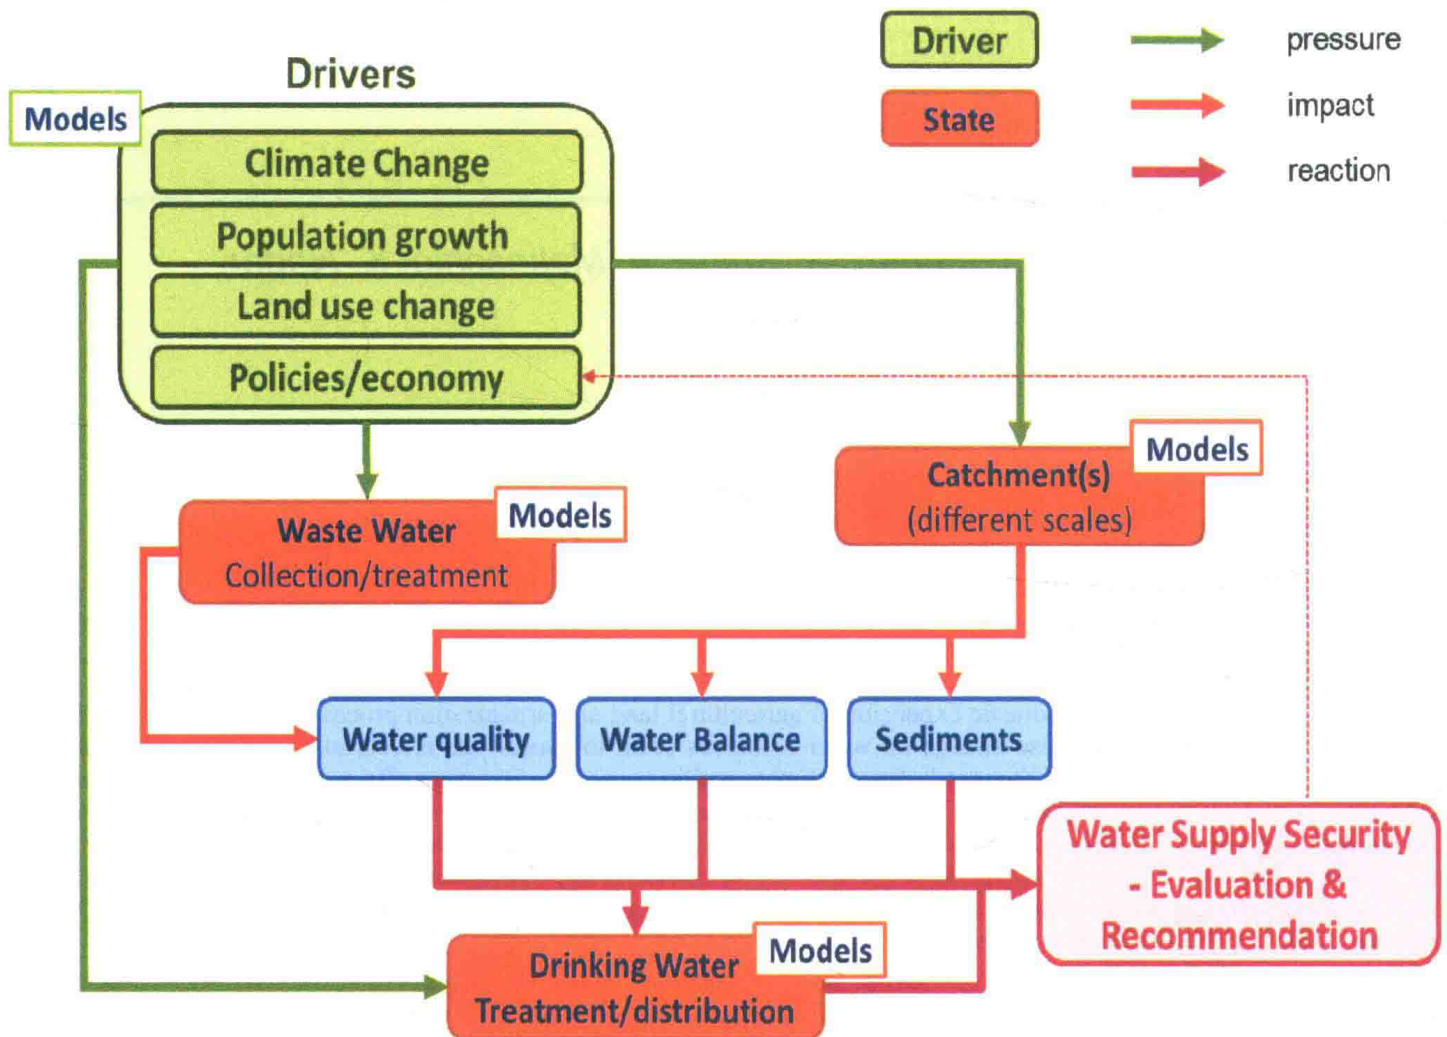 Driver
pressure
State
impact
reaction
Drivers
Models
Climate Change
Population growth
Land use change
Policies/economy
Models
Catchment(s)
(different scales)
Models
Waste Water
Collection/treatment
Water quality
Water Balance
Sediments
Water Supply Security
- Evaluation &
Recommendation
Models
Drinking Water
Treatment/distribution